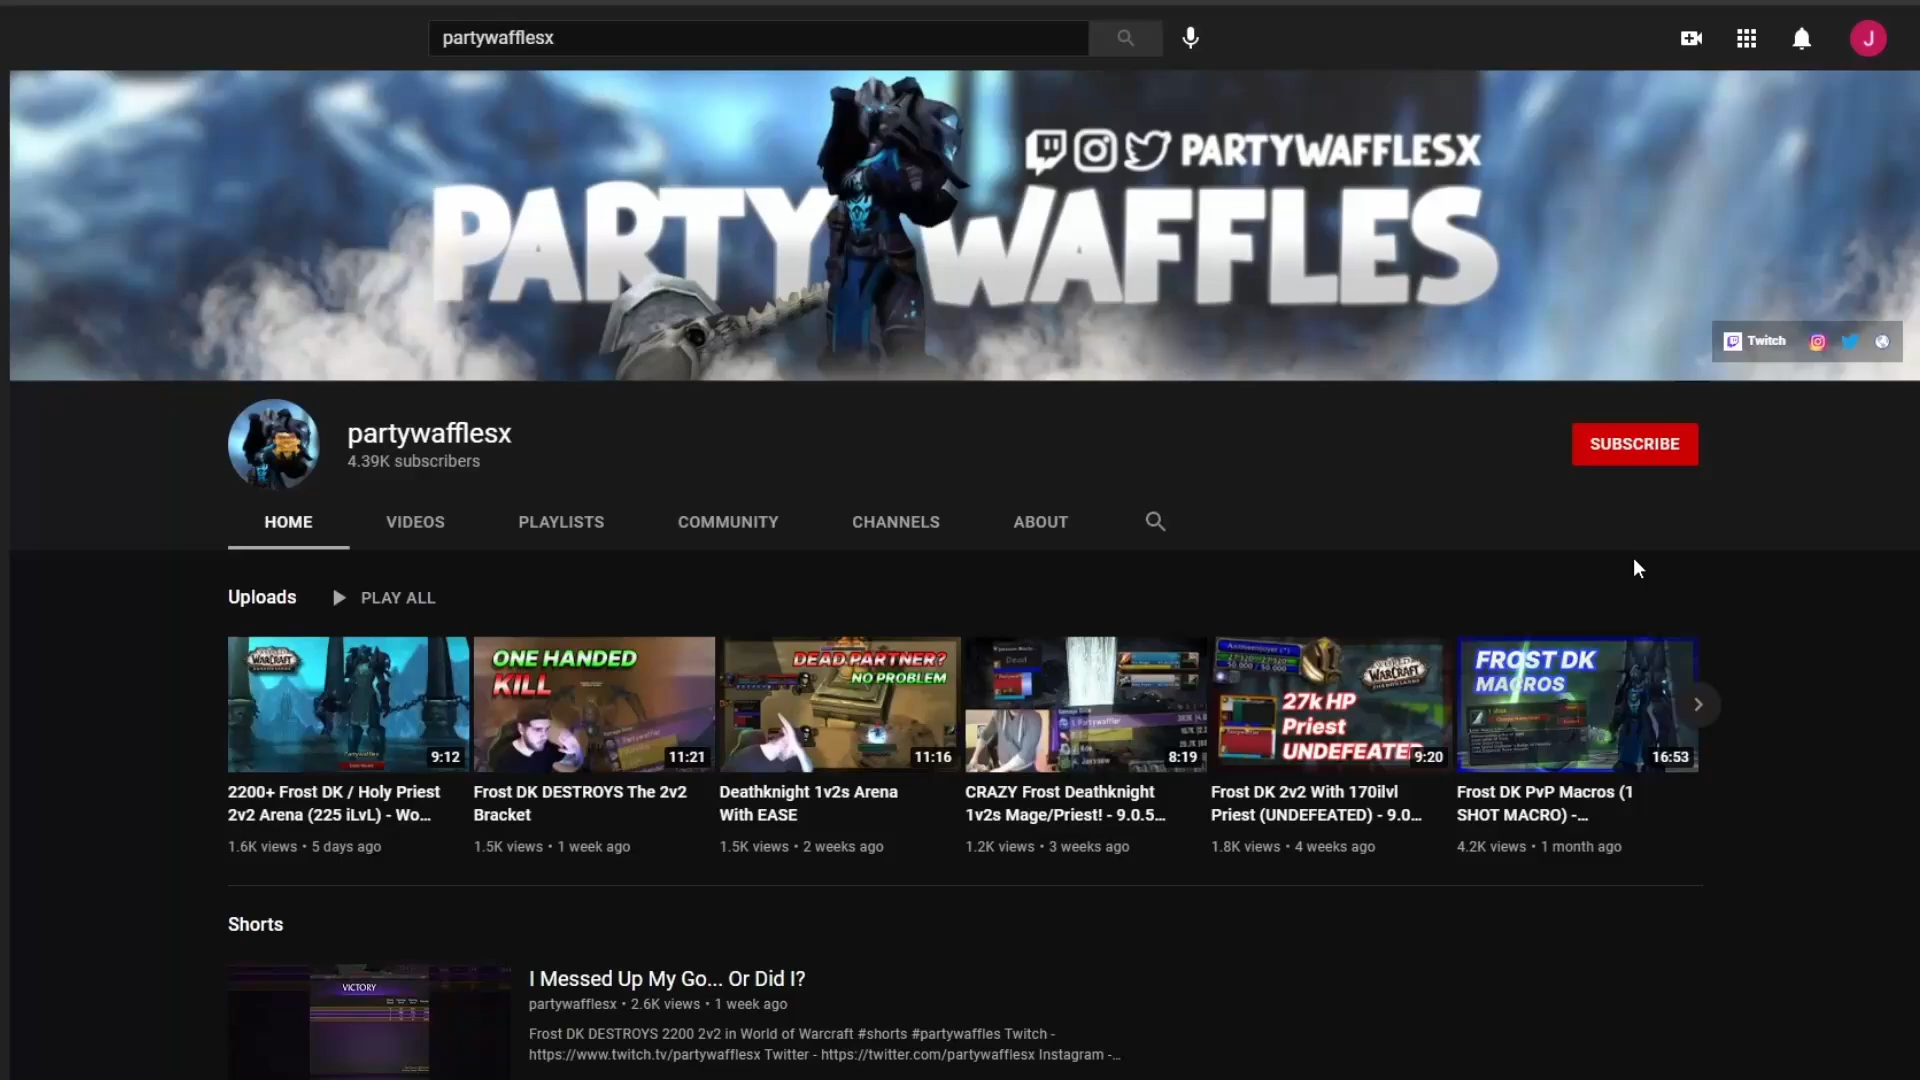 partywafflesx
J
PARTYWAFFLESX
PARTY WAFFLES
Twitch
partywafflesx
4.39K subscribers
SUBSCRIBE
HOME VIDEOS PLAYLISTS COMMUNITY CHANNELS ABOUT
Uploads PLAY ALL
WARCRAFT
9:12
ONE HANDED
KILL
11:21
DEAD PARTNER?
NO PROBLEM
11:16
Dead
8:19
WARCRAFT
27k HP
Priest
UNDEFEATED
9:20
FROST DK
MACROS
16:53
2200+ Frost DK / Holy Priest
2v2 Arena (225 iLvL) - Wo...
1.6K views • 5 days ago
Frost DK DESTROYS The 2v2
Bracket
1.5K views • 1 week ago
Deathknight 1v2s Arena
With EASE
1.5K views • 2 weeks ago
CRAZY Frost Deathknight
1v2s Mage/Priest! - 9.0.5...
1.2K views • 3 weeks ago
Frost DK 2v2 With 170ilvl
Priest (UNDEFEATED) - 9.0...
1.8K views • 4 weeks ago
Frost DK PvP Macros (1
SHOT MACRO) -...
4.2K views • 1 month ago
Shorts
VICTORY
I Messed Up My Go... Or Did I?
partywafflesx • 2.6K views • 1 week ago
Frost DK DESTROYS 2200 2v2 in World of Warcraft #shorts #partywaffles Twitch -
https://www.twitch.tv/partywafflesx Twitter - https://twitter.com/partywafflesx Instagram -...